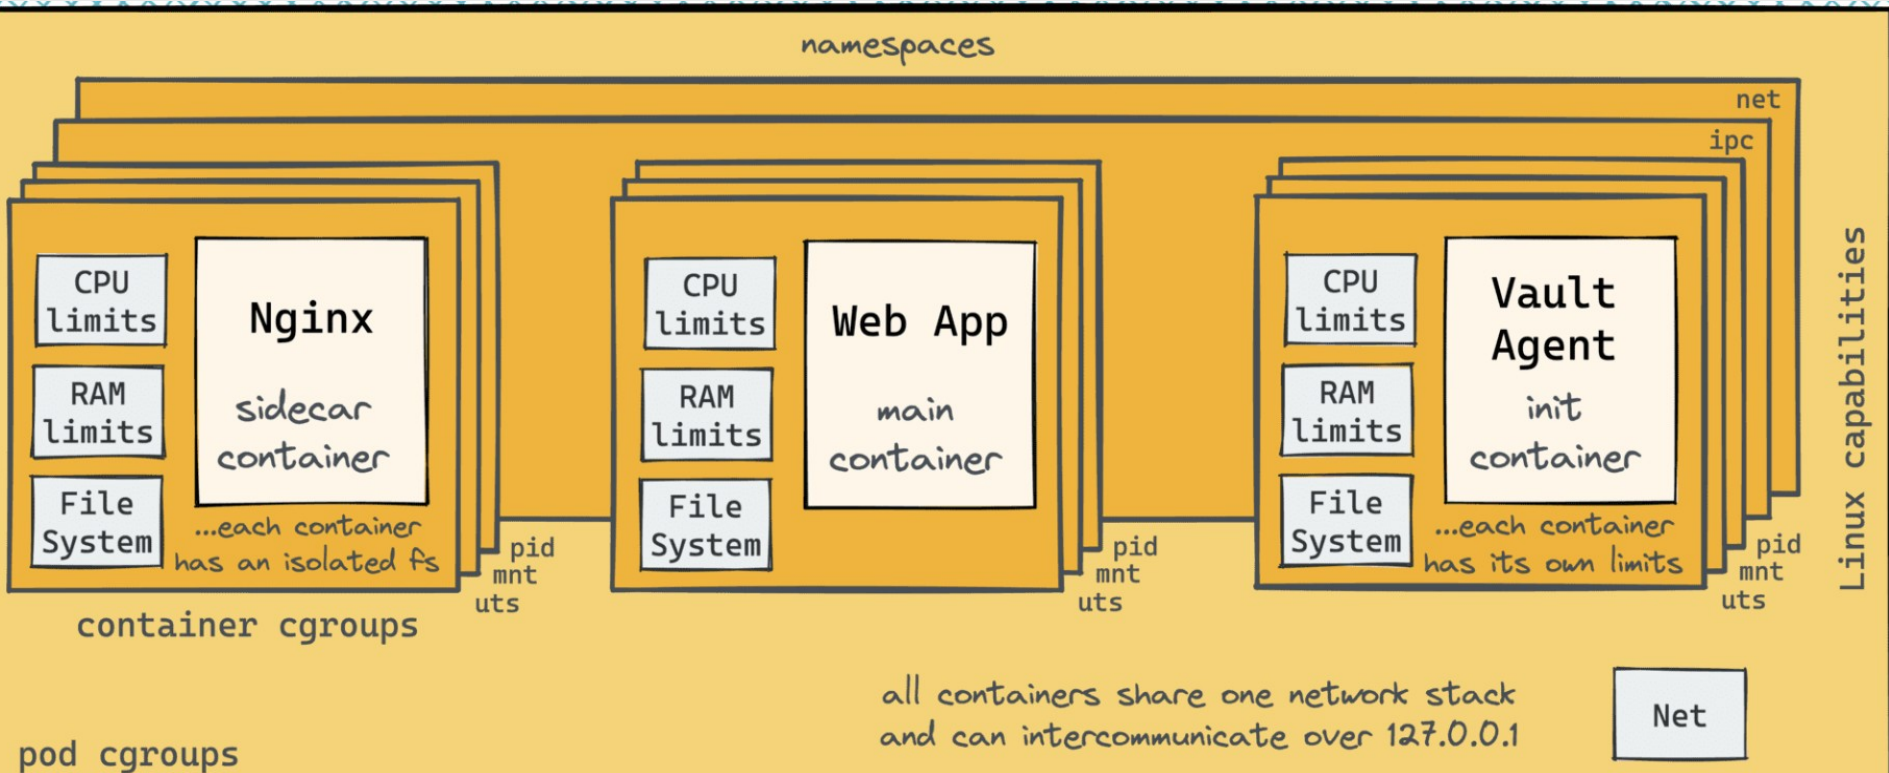 namespaces
net
ipc
CPU
limits
RAM
limits
File
System
Nginx
sidecar
container
...each container
has an isolated fs
pid
mnt
uts
container cgroups
CPU
limits
RAM
limits
File
System
Web App
main
container
pid
mnt
uts
CPU
limits
RAM
limits
File
System
Vault
Agent
init
container
...each container
has its own limits
pid
mnt
uts
Linux capabilities
all containers share one network stack
and can intercommunicate over 127.0.0.1
Net
pod cgroups